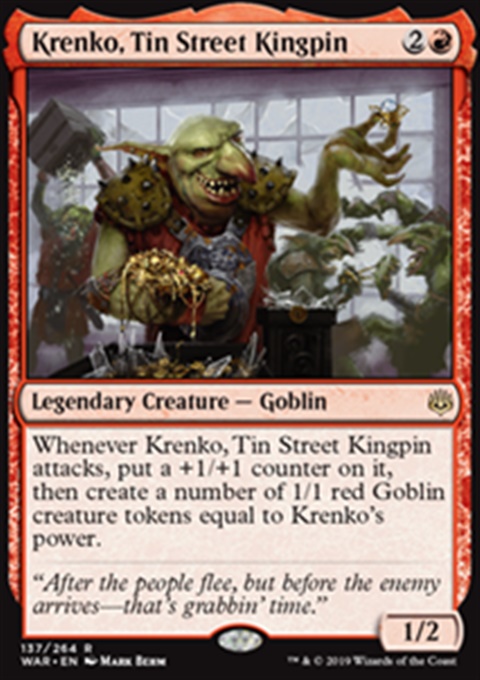 Krenko, Tin Street Kingpin 2
Legendary Creature — Goblin
Whenever Krenko, Tin Street Kingpin
attacks, put a +1/+1 counter on it,
then create a number of 1/1 red Goblin
creature tokens equal to Krenko's
power.
"After the people flee, but before the enemy
arrives—that's grabbin' time."
1/2
137/264 R
WAR • EN Mark Behm
™ & © 2019 Wizards of the Coast